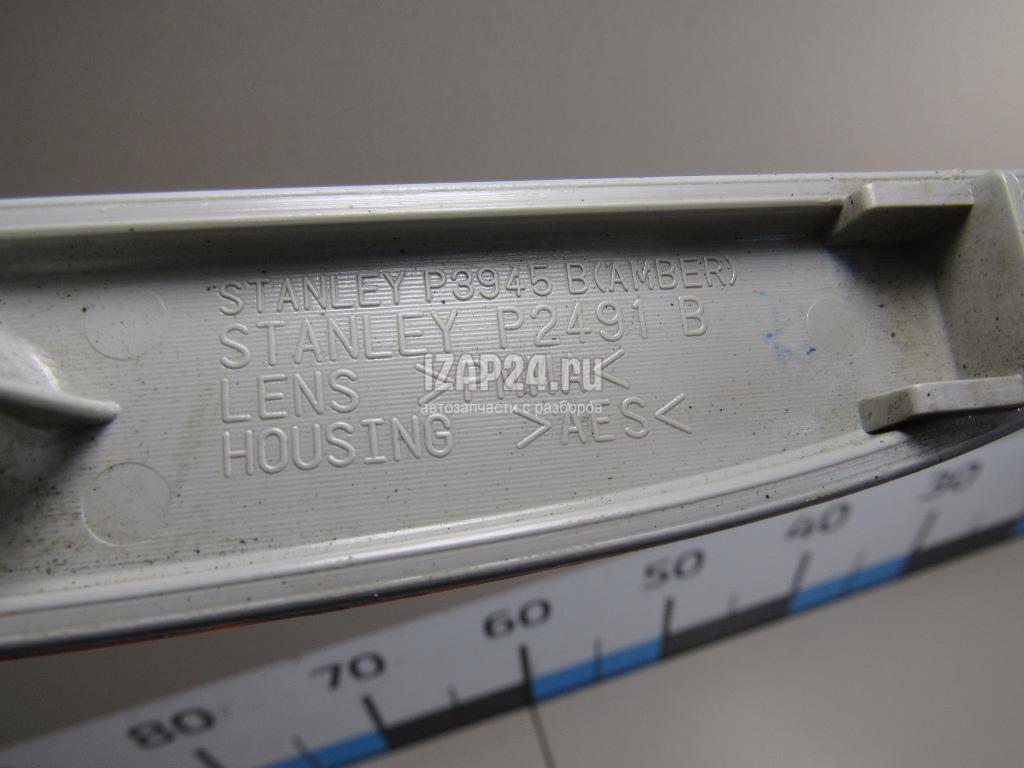 STANLEY P3945 B(AMBER)
STANLEY P2491 B
LENS
IZAP24.ru
автозапчасти с разборов
HOUSING >AES<
80 70 60 50 40 30